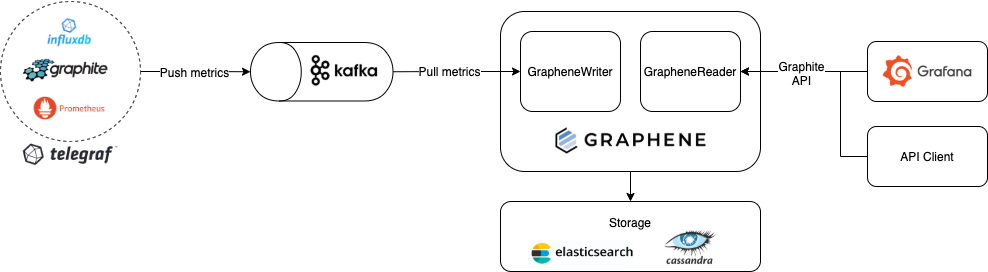 influxdb
graphite
Prometheus
telegraf
Push metrics
kafka
Pull metrics
GrapheneWriter
GrapheneReader
GRAPHENE
Graphite
API
Grafana
API Client
Storage
elasticsearch
cassandra